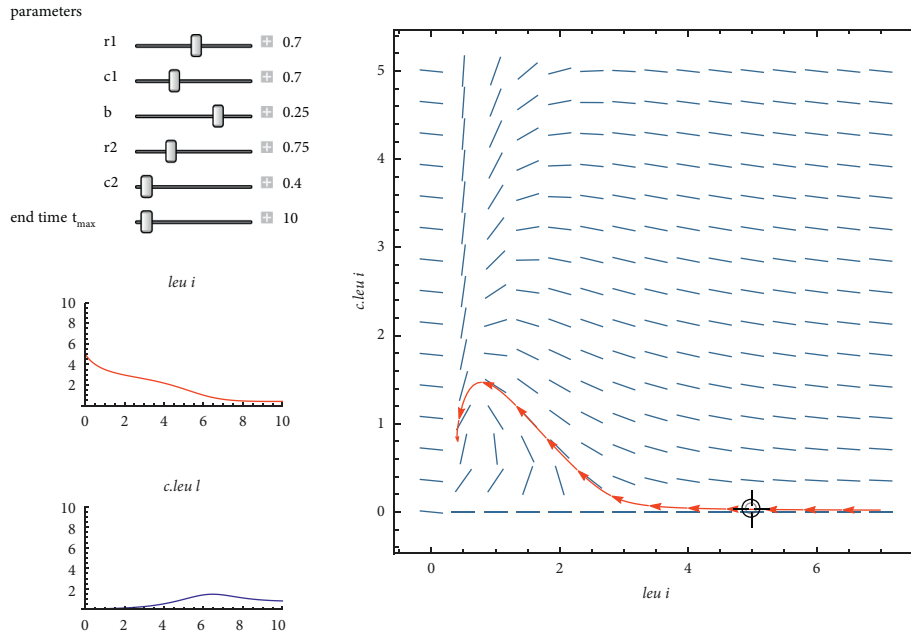 parameters
r1 0.7
c1 0.7
b 0.25
r2 0.75
c2 0.4
end time tmax 10
leu i
10
8
6
4
2
0 2 4 6 8 10
c.leu l
10
8
6
4
2
0 2 4 6 8 10
5
4
3
2
1
0
c.leu i
0 2 4 6
leu i